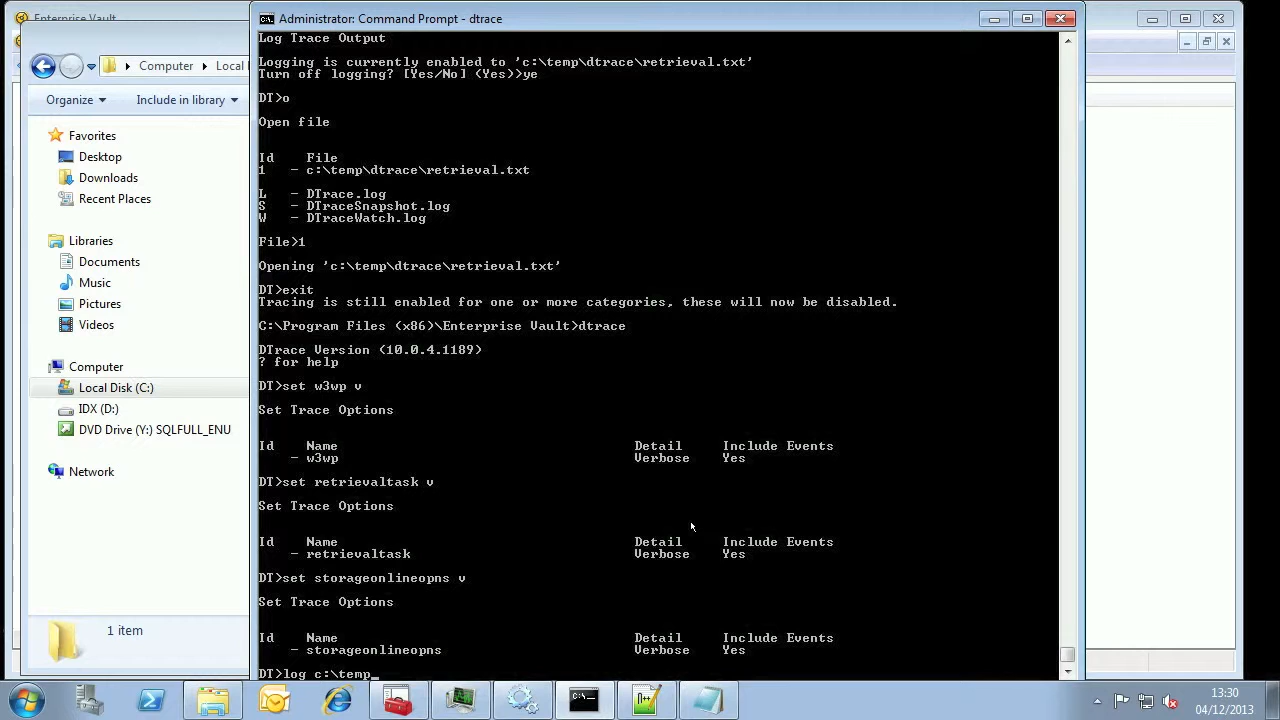 Enterprise Vault
Administrator: Command Prompt - dtrace
Computer
Local
Organize
Include in library
Favorites
Desktop
Downloads
Recent Places
Libraries
Documents
Music
Pictures
Videos
Computer
Local Disk (C:)
IDX (D:)
DVD Drive (Y:) SQLFULL_ENU
Network
1 item
Log Trace Output
Logging is currently enabled to 'c:\temp\dtrace\retrieval.txt'
Turn off logging? [Yes/No] (Yes)>ye
DT>o
Open file
Id File
1 - c:\temp\dtrace\retrieval.txt
L - DTrace.log
S - DTraceSnapshot.log
W - DTraceWatch.log
File>1
Opening 'c:\temp\dtrace\retrieval.txt'
DT>exit
Tracing is still enabled for one or more categories, these will now be disabled.
C:\Program Files (x86)\Enterprise Vault>dtrace
DTrace Version (10.0.4.1189)
? for help
DT>set w3wp v
Set Trace Options
Id Name Detail Include Events
- w3wp Verbose Yes
DT>set retrievaltask v
Set Trace Options
Id Name Detail Include Events
- retrievaltask Verbose Yes
DT>set storageonlineopns v
Set Trace Options
Id Name Detail Include Events
- storageonlineopns Verbose Yes
DT>log c:\temp_
13:30
04/12/2013